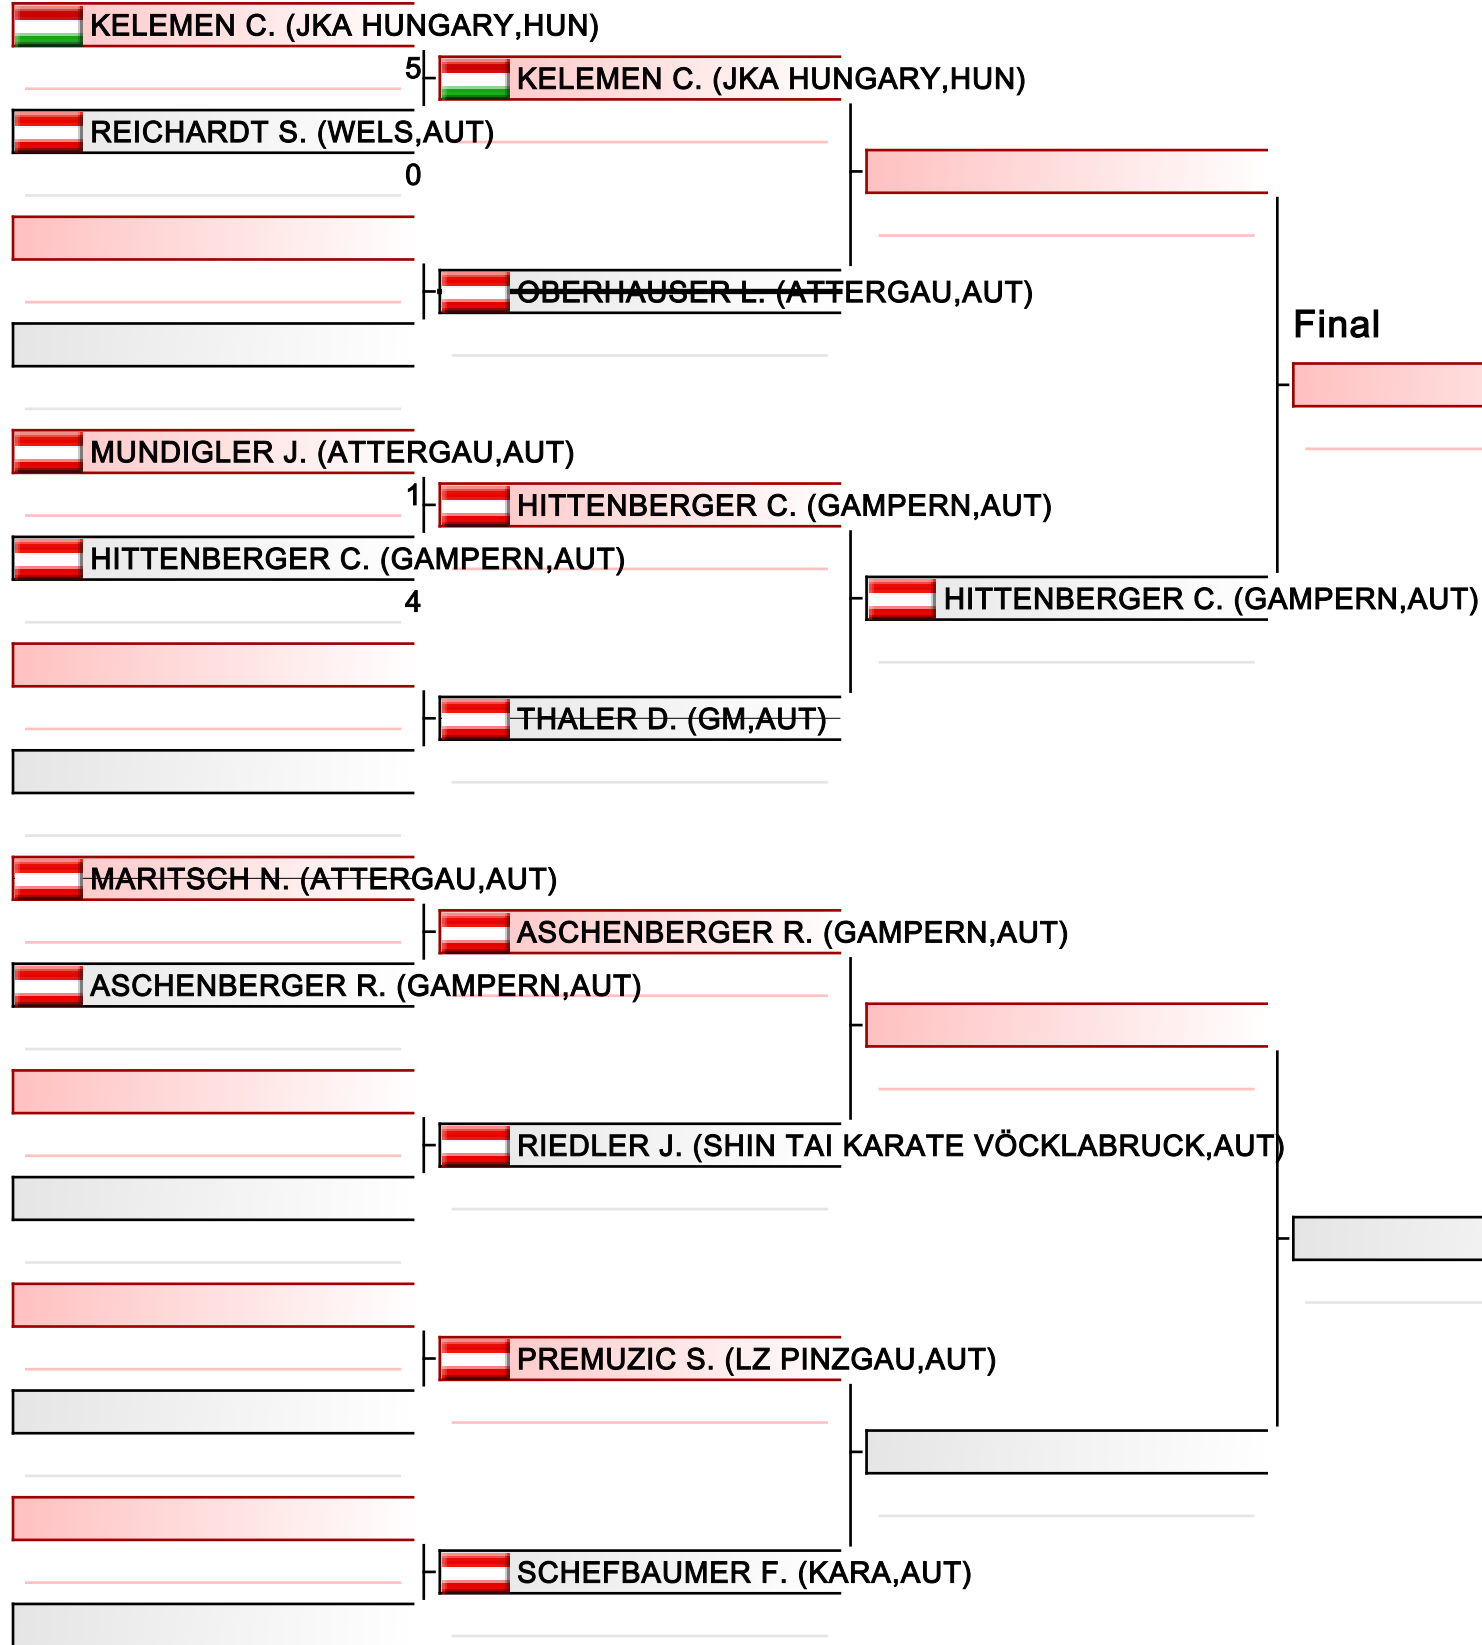 KELEMEN C. (JKA HUNGARY,HUN)
5
KELEMEN C. (JKA HUNGARY,HUN)
REICHARDT S. (WELS,AUT)
0
OBERHAUSER L. (ATTERGAU,AUT)
Final
MUNDIGLER J. (ATTERGAU,AUT)
1
HITTENBERGER C. (GAMPERN,AUT)
HITTENBERGER C. (GAMPERN,AUT)
4
HITTENBERGER C. (GAMPERN,AUT)
THALER D. (GM,AUT)
MARITSCH N. (ATTERGAU,AUT)
ASCHENBERGER R. (GAMPERN,AUT)
ASCHENBERGER R. (GAMPERN,AUT)
RIEDLER J. (SHIN TAI KARATE VÖCKLABRUCK,AUT)
PREMUZIC S. (LZ PINZGAU,AUT)
SCHEFBAUMER F. (KARA,AUT)